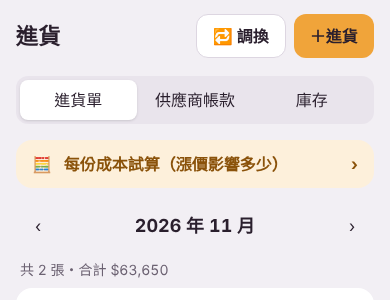 進貨
🔁 調換
＋進貨
進貨單
供應商帳款
庫存
🧮 每份成本試算（漲價影響多少） ›
‹ 2026 年 11 月 ›
共 2 張・合計 $63,650